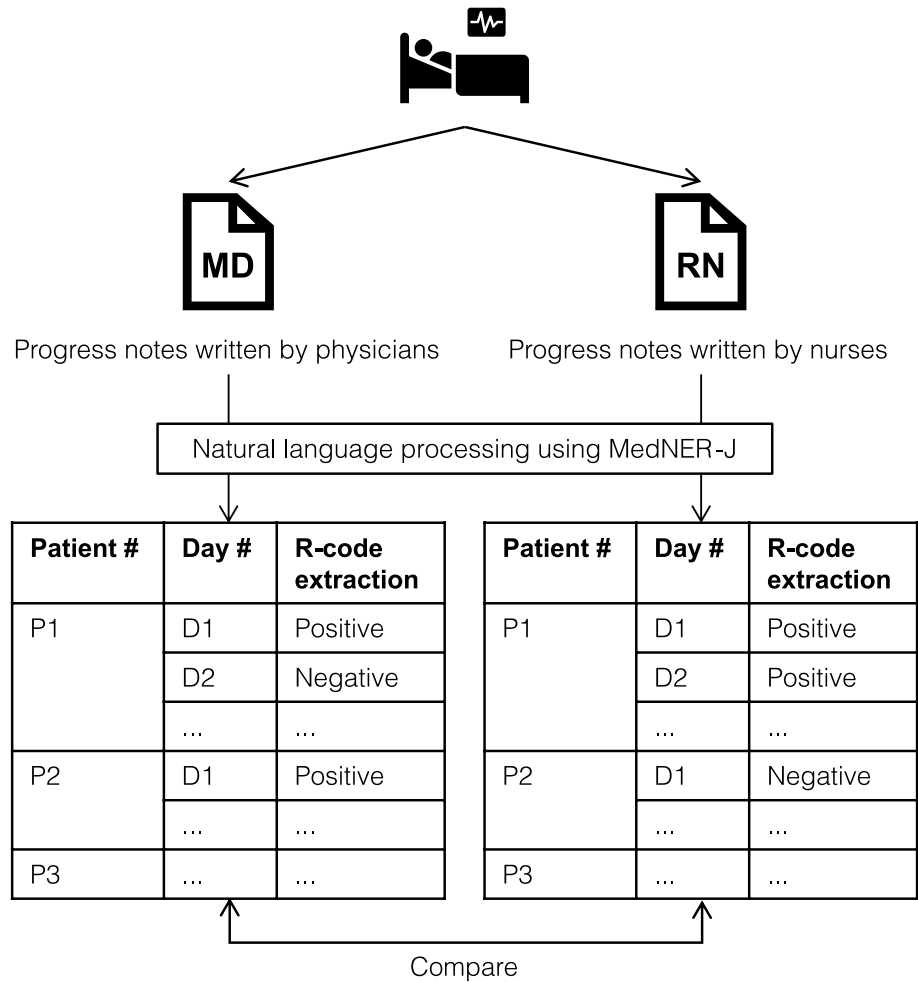 MD
RN
Progress notes written by physicians
Progress notes written by nurses
Natural language processing using MedNER-J
Patient # Day # R-code extraction
P1 D1 Positive
D2 Negative
... ...
P2 D1 Positive
... ...
P3 ... ...
Patient # Day # R-code extraction
P1 D1 Positive
D2 Positive
... ...
P2 D1 Negative
... ...
P3 ... ...
Compare